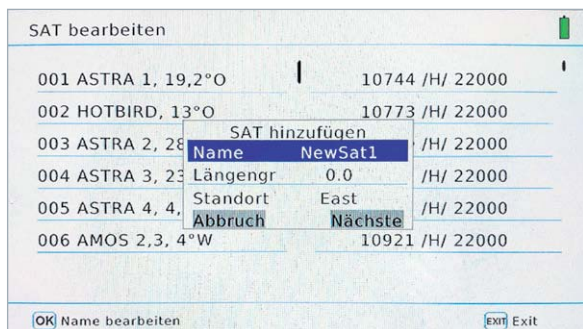 SAT bearbeiten
001 ASTRA 1, 19,2°O 10744 /H/ 22000
002 HOTBIRD, 13°O 10773 /H/ 22000
SAT hinzufügen
003 ASTRA 2, 28 /H/ 22000
Name NewSat1
004 ASTRA 3, 23 /H/ 22000
Längengr 0.0
Standort East
005 ASTRA 4, 4, /H/ 22000
Abbruch Nächste
006 AMOS 2,3, 4°W 10921 /H/ 22000
OK Name bearbeiten EXIT Exit